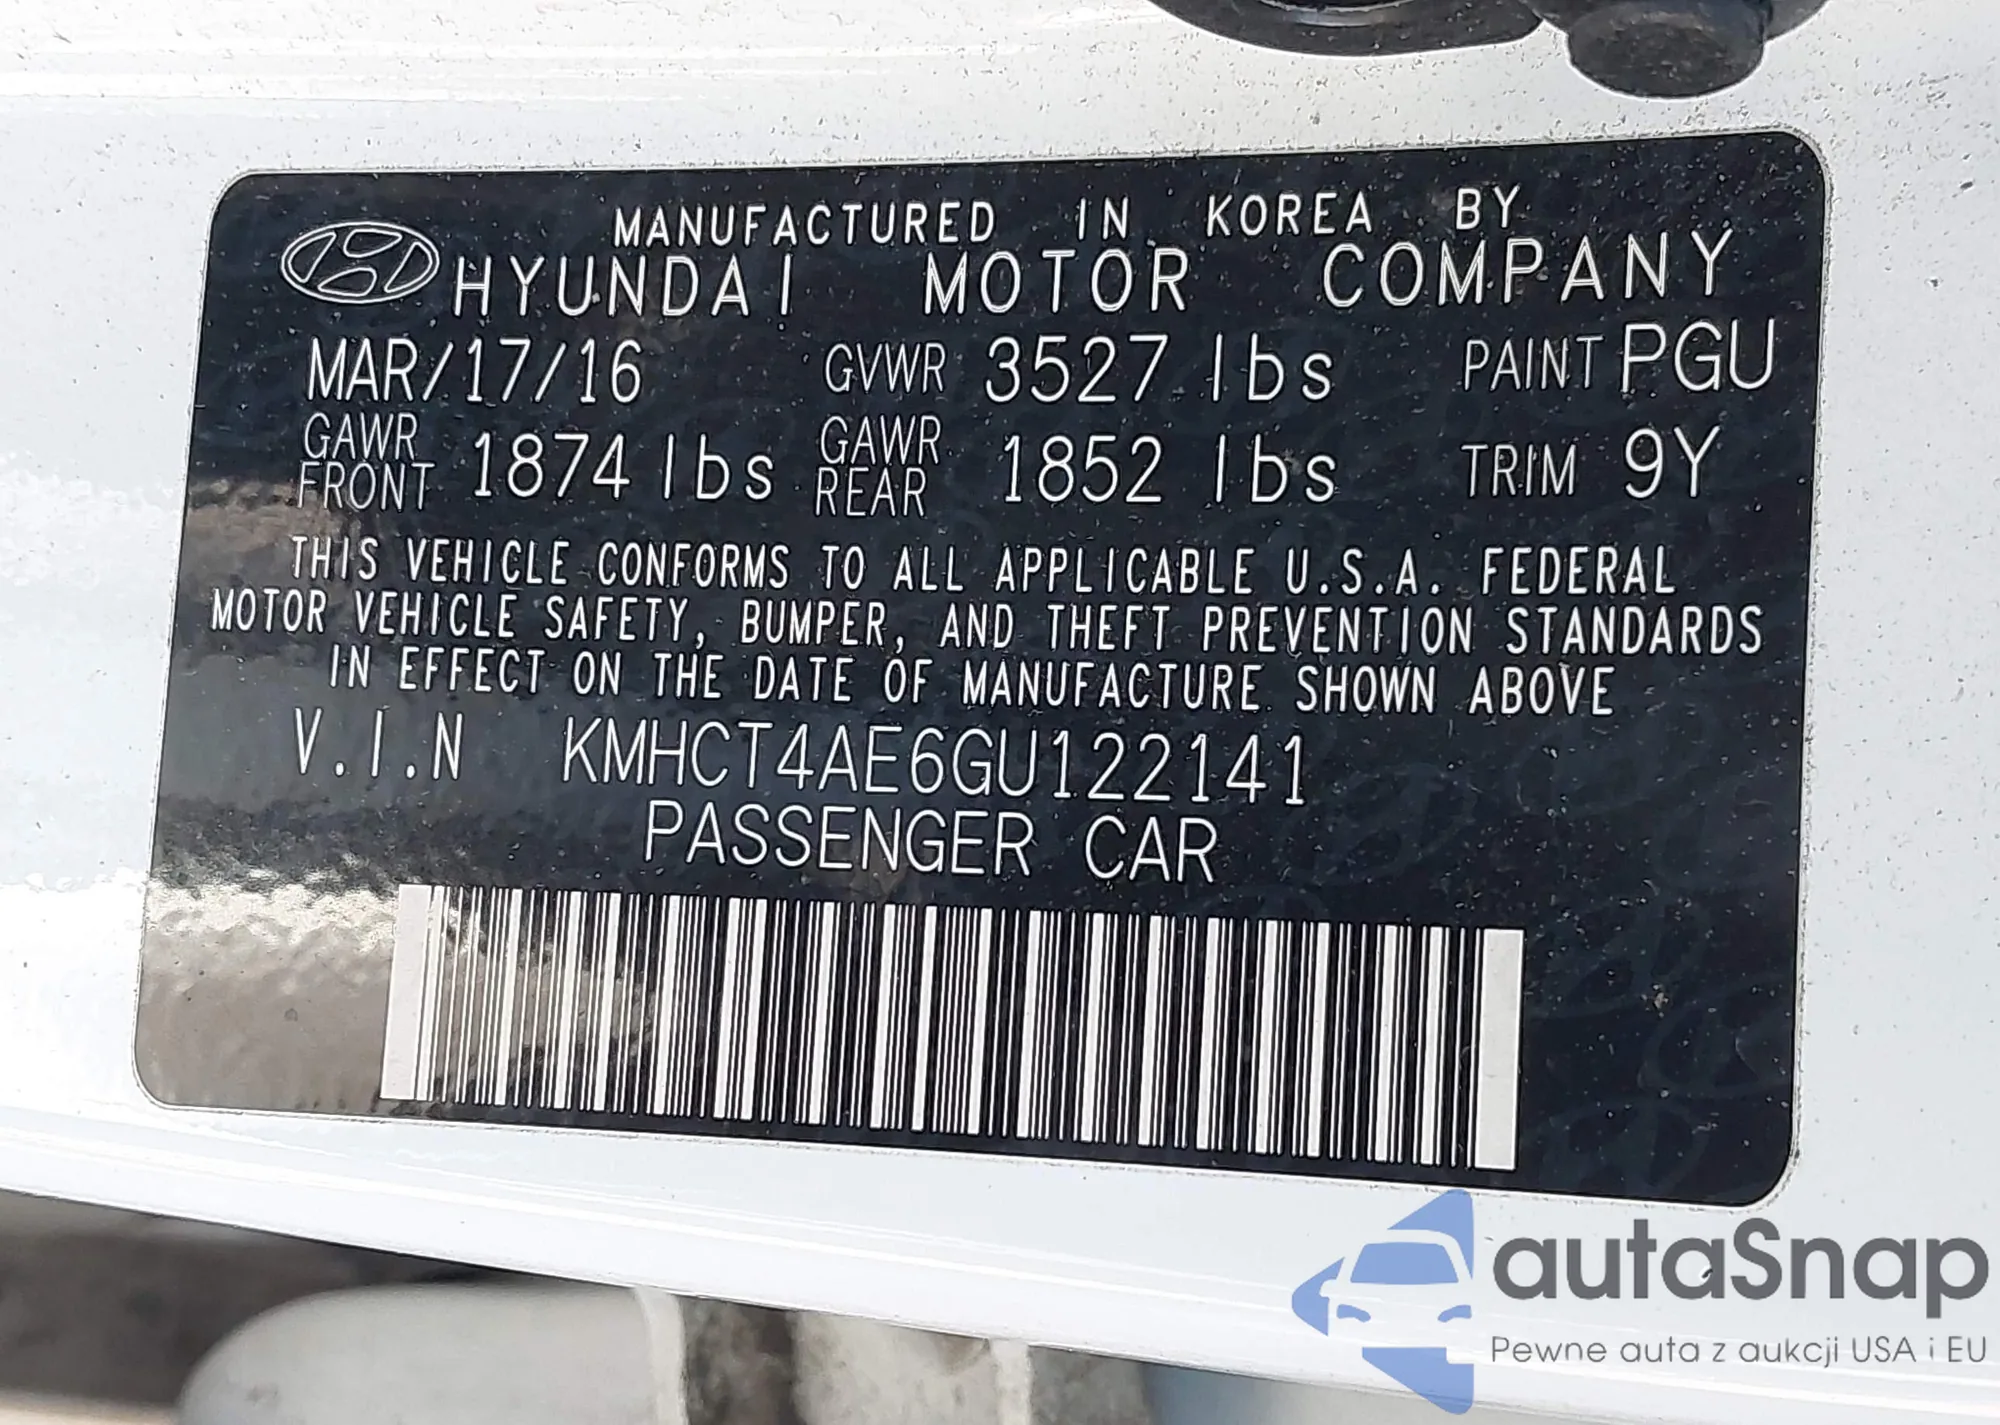 MANUFACTURED IN KOREA BY
HYUNDAI MOTOR COMPANY
MAR/17/16 GVWR 3527 lbs PAINT PGU
GAWR FRONT 1874 lbs GAWR REAR 1852 lbs TRIM 9Y
THIS VEHICLE CONFORMS TO ALL APPLICABLE U.S.A. FEDERAL
MOTOR VEHICLE SAFETY, BUMPER, AND THEFT PREVENTION STANDARDS
IN EFFECT ON THE DATE OF MANUFACTURE SHOWN ABOVE
V.I.N KMHCT4AE6GU122141
PASSENGER CAR
autaSnap
Pewne auta z aukcji USA i EU